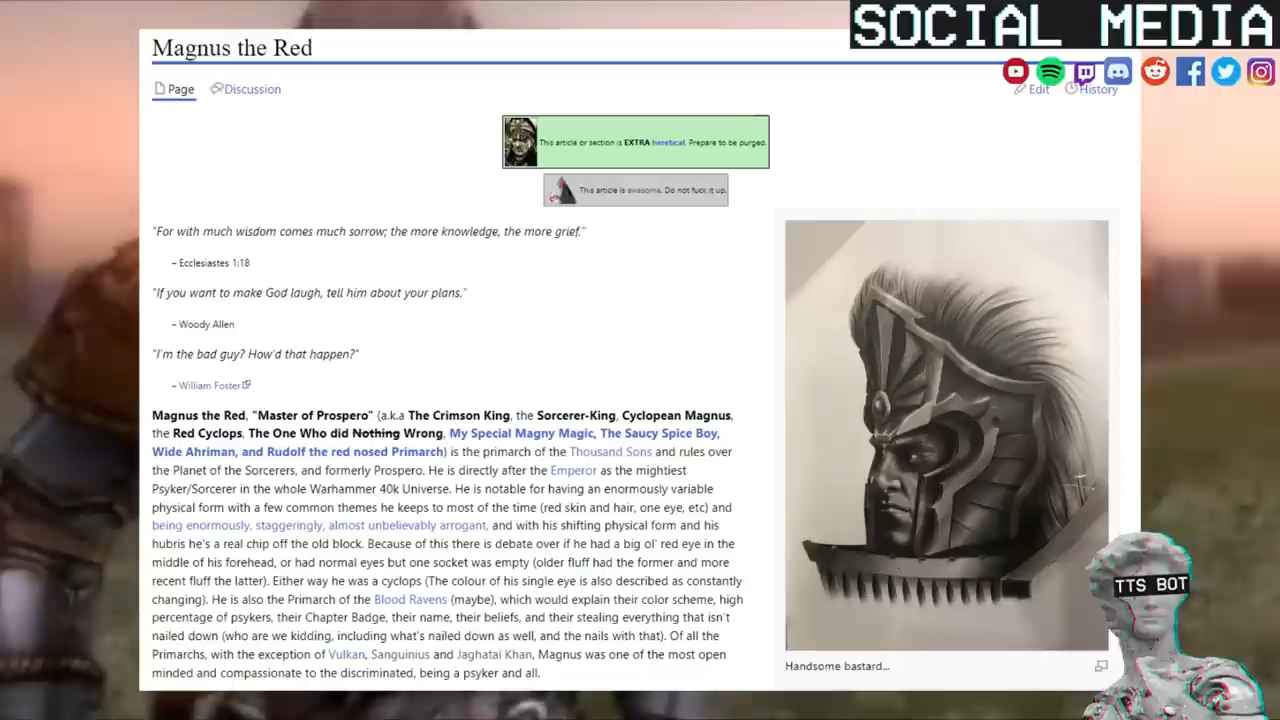 SOCIAL MEDIA
Magnus the Red
Page
Discussion
Edit
History
This article or section is EXTRA heretical. Prepare to be purged.
This article is awesome. Do not fuck it up.
"For with much wisdom comes much sorrow; the more knowledge, the more grief."
– Ecclesiastes 1:18
"If you want to make God laugh, tell him about your plans."
– Woody Allen
"I'm the bad guy? How'd that happen?"
– William Foster
Magnus the Red, "Master of Prospero" (a.k.a The Crimson King, the Sorcerer-King, Cyclopean Magnus,
the Red Cyclops, The One Who did Nothing Wrong, My Special Magny Magic, The Saucy Spice Boy,
Wide Ahriman, and Rudolf the red nosed Primarch) is the primarch of the Thousand Sons and rules over
the Planet of the Sorcerers, and formerly Prospero. He is directly after the Emperor as the mightiest
Psyker/Sorcerer in the whole Warhammer 40k Universe. He is notable for having an enormously variable
physical form with a few common themes he keeps to most of the time (red skin and hair, one eye, etc) and
being enormously, staggeringly, almost unbelievably arrogant, and with his shifting physical form and his
hubris he's a real chip off the old block. Because of this there is debate over if he had a big ol' red eye in the
middle of his forehead, or had normal eyes but one socket was empty (older fluff had the former and more
recent fluff the latter). Either way he was a cyclops (The colour of his single eye is also described as constantly
changing). He is also the Primarch of the Blood Ravens (maybe), which would explain their color scheme, high
percentage of psykers, their Chapter Badge, their name, their beliefs, and their stealing everything that isn't
nailed down (who are we kidding, including what's nailed down as well, and the nails with that). Of all the
Primarchs, with the exception of Vulkan, Sanguinius and Jaghatai Khan, Magnus was one of the most open
minded and compassionate to the discriminated, being a psyker and all.
Handsome bastard...
TTS BOT